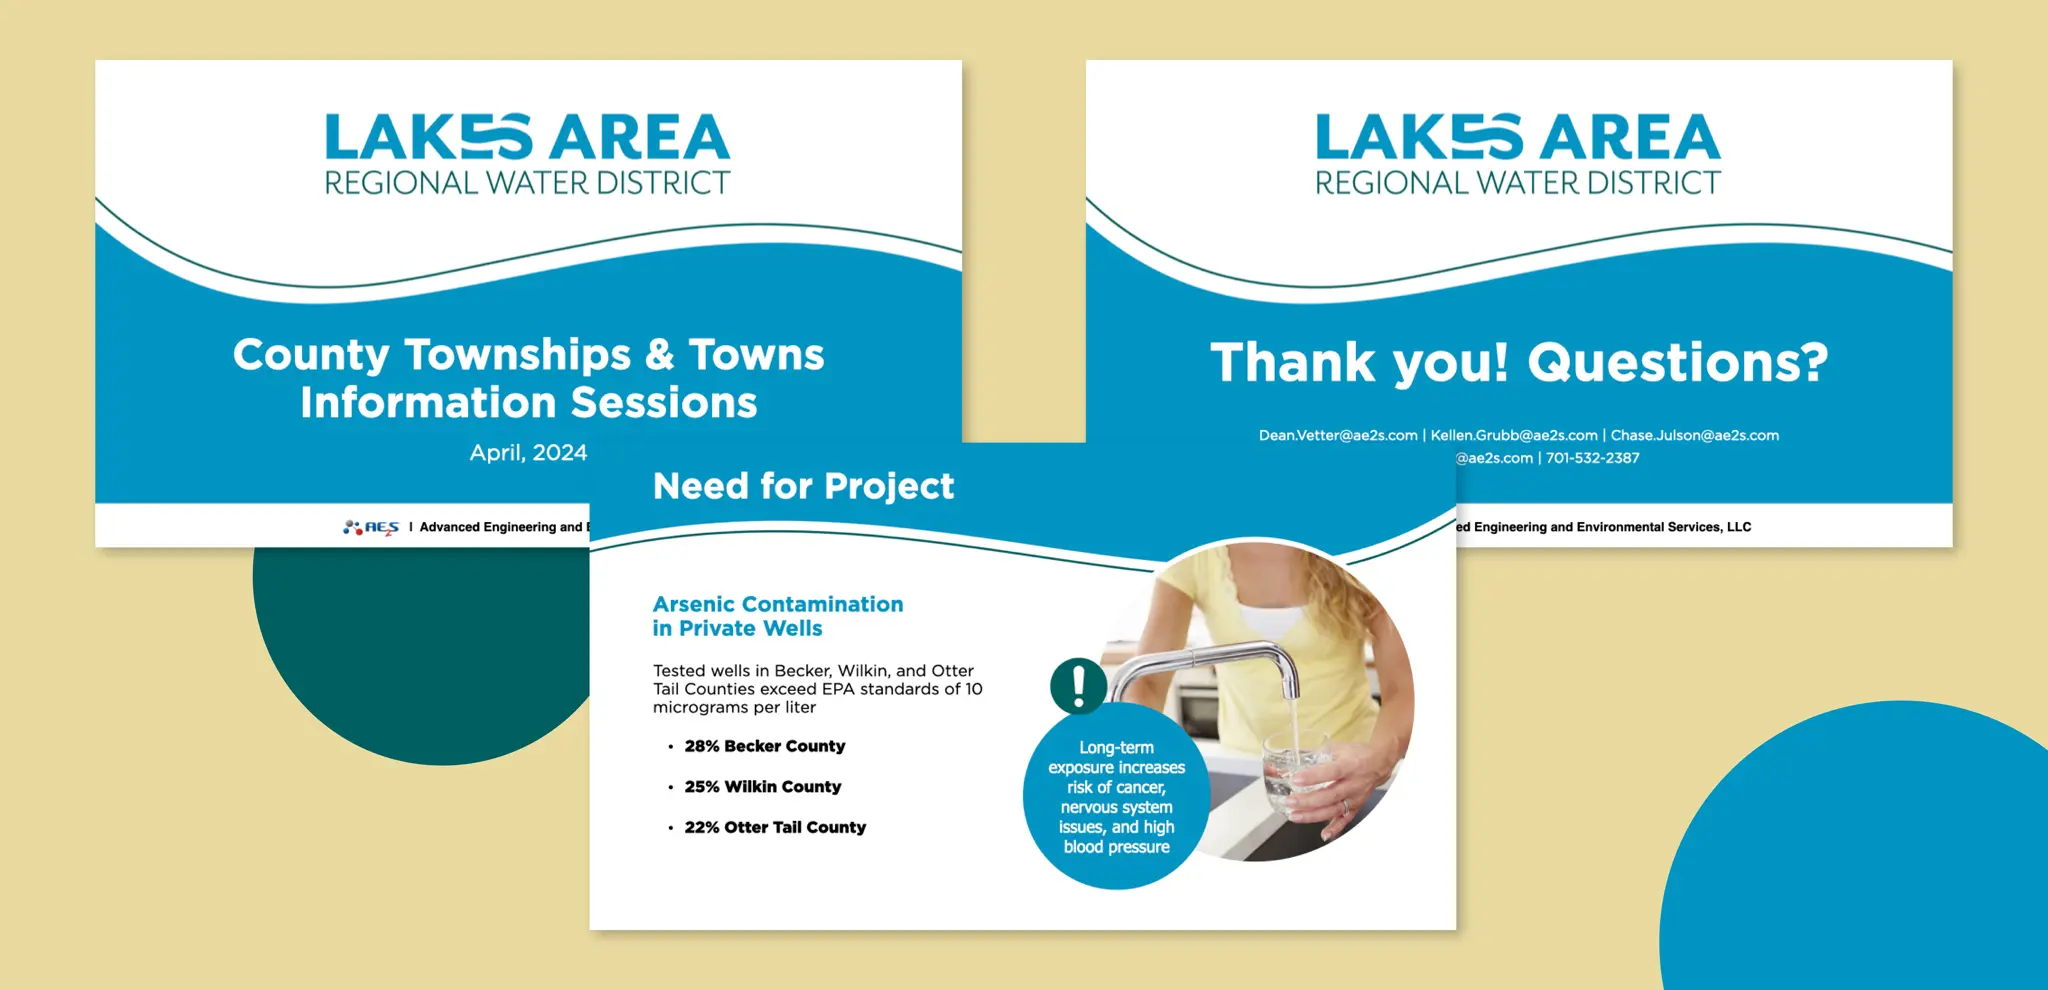 LAKES AREA
REGIONAL WATER DISTRICT
County Townships & Towns
Information Sessions
April, 2024
AE2S | Advanced Engineering and
LAKES AREA
REGIONAL WATER DISTRICT
Thank you! Questions?
Dean.Vetter@ae2s.com | Kellen.Grubb@ae2s.com | Chase.Julson@ae2s.com
@ae2s.com | 701-532-2387
Engineering and Environmental Services, LLC
Need for Project
Arsenic Contamination
in Private Wells
Tested wells in Becker, Wilkin, and Otter
Tail Counties exceed EPA standards of 10
micrograms per liter
• 28% Becker County
• 25% Wilkin County
• 22% Otter Tail County
!
Long-term
exposure increases
risk of cancer,
nervous system
issues, and high
blood pressure